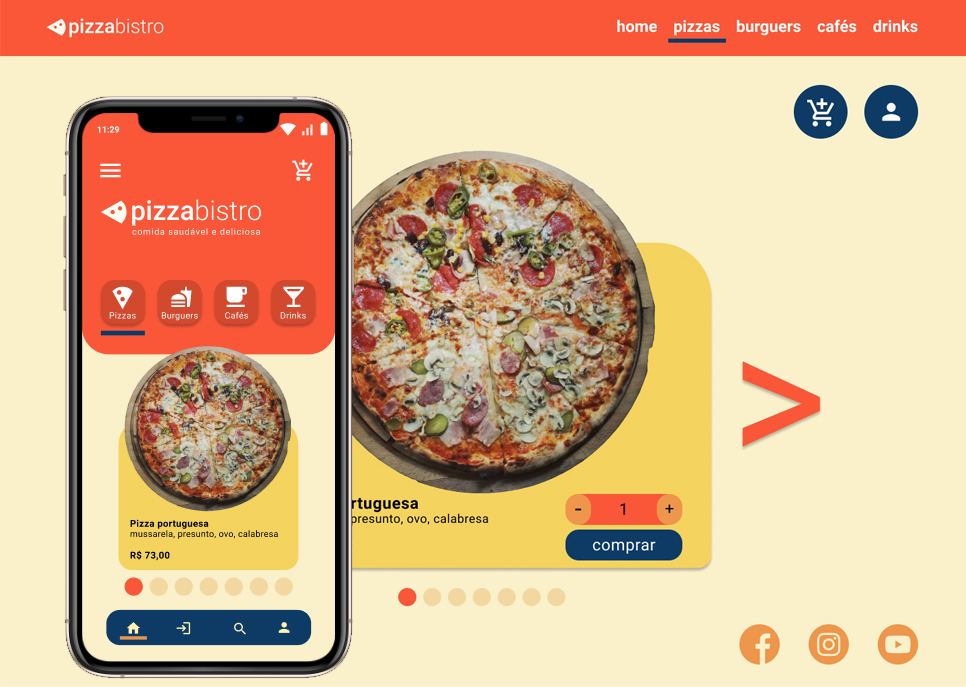 pizzabistro
home pizzas burguers cafés drinks
11:29
pizzabistro
comida saudável e deliciosa
Pizzas Burguers Cafés Drinks
Pizza portuguesa
mussarela, presunto, ovo, calabresa
R$ 73,00
rtuguesa
presunto, ovo, calabresa
- 1 +
comprar
>